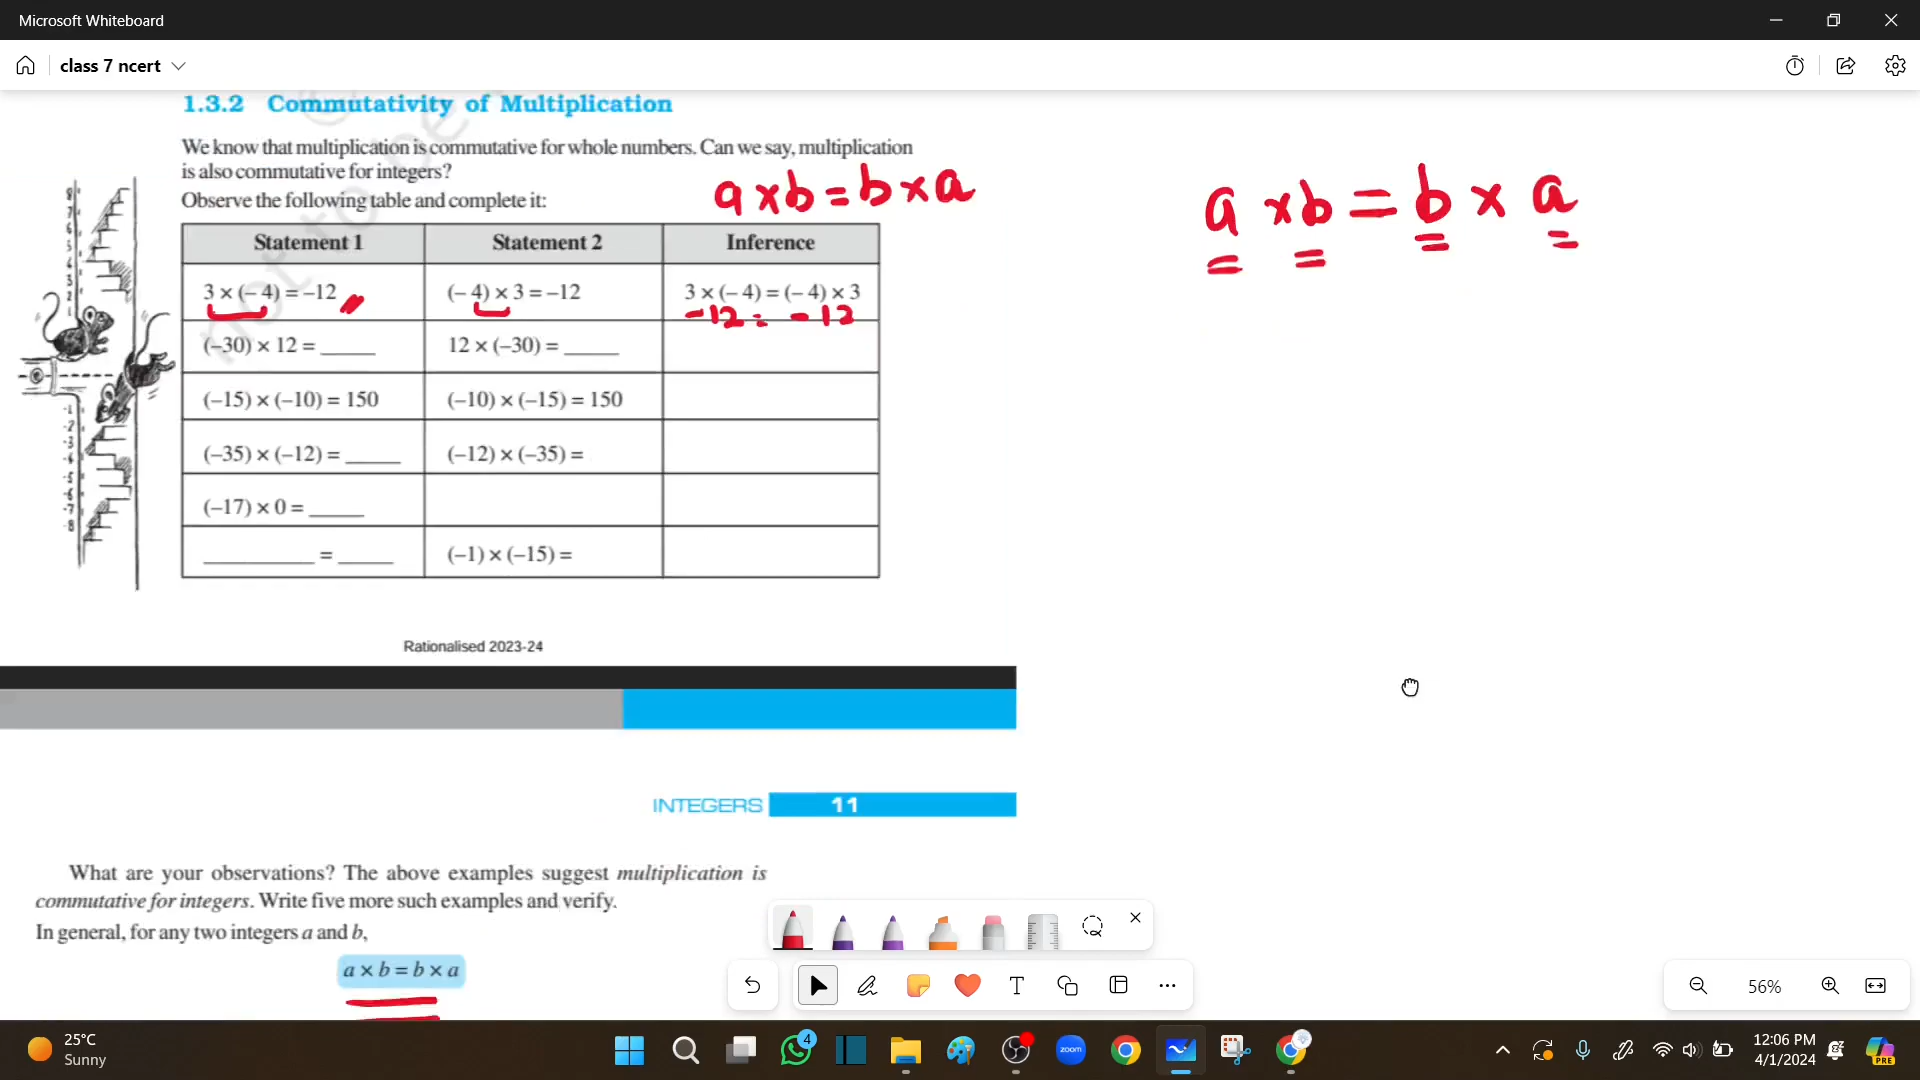 Microsoft Whiteboard
class 7 ncert
1.3.2 Commutativity of Multiplication
We know that multiplication is commutative for whole numbers. Can we say, multiplication
is also commutative for integers?
Observe the following table and complete it:
a × b = b × a
a × b = b × a
Statement 1 Statement 2 Inference
3 × (– 4) = –12 (– 4) × 3 = –12 3 × (– 4) = (– 4) × 3
-12 = -12
(–30) × 12 = _____ 12 × (–30) = _____
(–15) × (–10) = 150 (–10) × (–15) = 150
(–35) × (–12) = _____ (–12) × (–35) =
(–17) × 0 = _____
__________ = _____ (–1) × (–15) =
Rationalised 2023-24
INTEGERS 11
What are your observations? The above examples suggest multiplication is
commutative for integers. Write five more such examples and verify.
In general, for any two integers a and b,
a × b = b × a
56%
25°C
Sunny
4
zoom
12:06 PM
4/1/2024
PRE